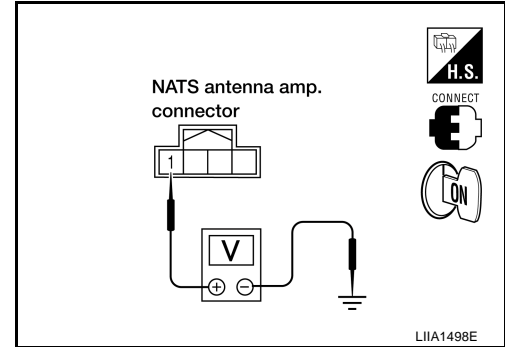 H.S.
NATS antenna amp.
connector
CONNECT
1
ON
V
+ −
LIIA1498E